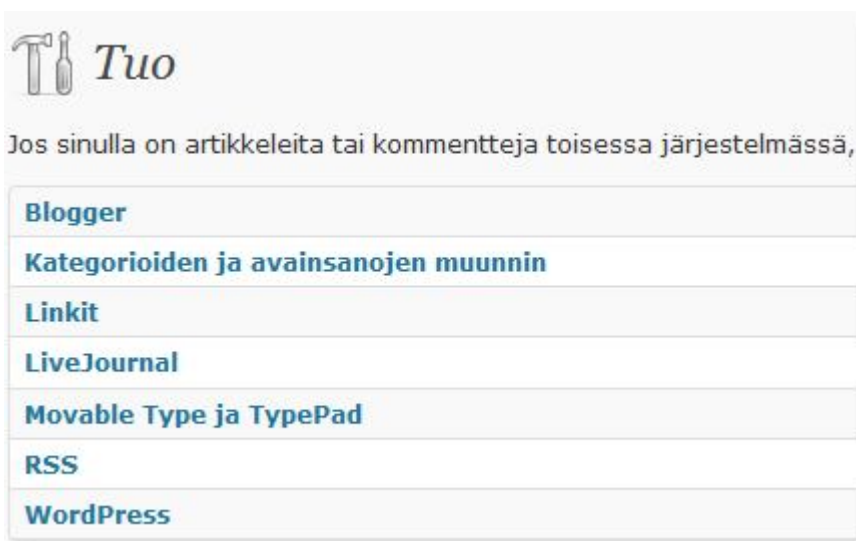 Tuo
Jos sinulla on artikkeleita tai kommentteja toisessa järjestelmässä,
Blogger
Kategorioiden ja avainsanojen muunnin
Linkit
LiveJournal
Movable Type ja TypePad
RSS
WordPress